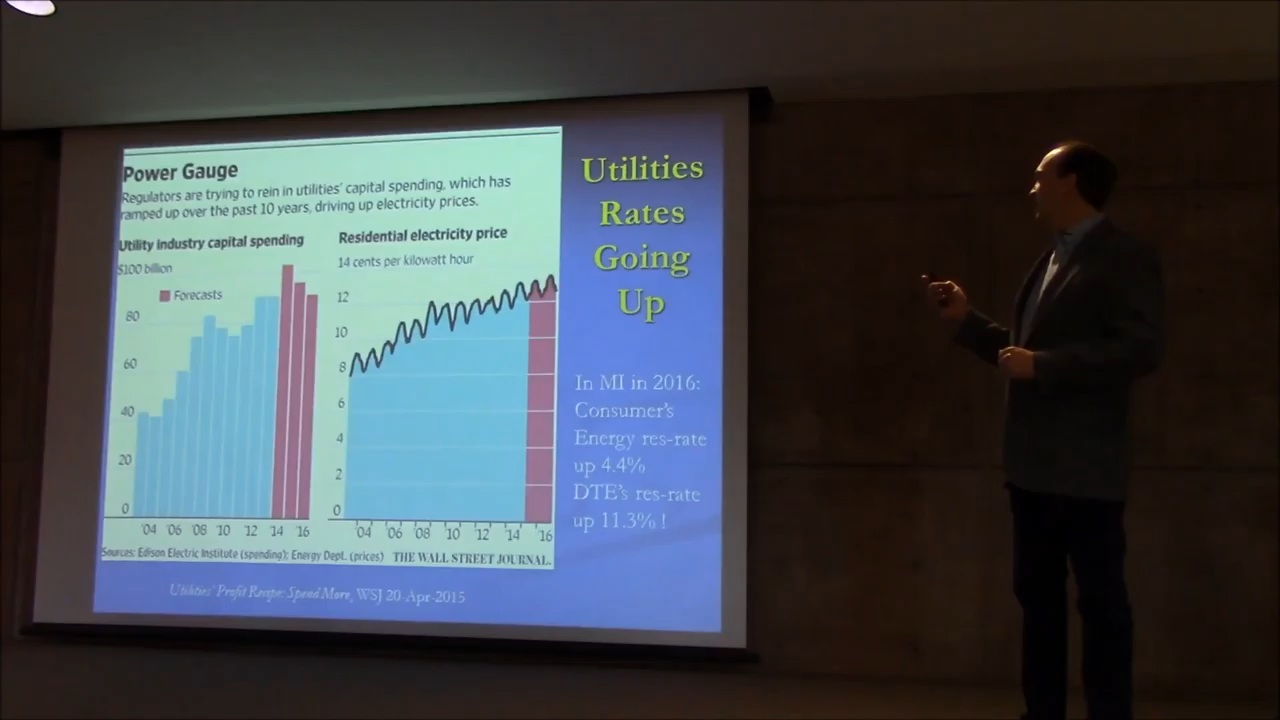 Power Gauge
Regulators are trying to rein in utilities' capital spending, which has
ramped up over the past 10 years, driving up electricity prices.
Utility industry capital spending
$100 billion
Forecasts
80
60
40
20
0
'04 '06 '08 '10 '12 '14 '16
Residential electricity price
14 cents per kilowatt hour
12
10
8
6
4
2
0
'04 '06 '08 '10 '12 '14 '16
Sources: Edison Electric Institute (spending); Energy Dept. (prices) THE WALL STREET JOURNAL.
Utilities' Profit Recipe: Spend More, WSJ 20-Apr-2015
Utilities
Rates
Going
Up
In MI in 2016:
Consumer's
Energy res-rate
up 4.4%
DTE's res-rate
up 11.3% !